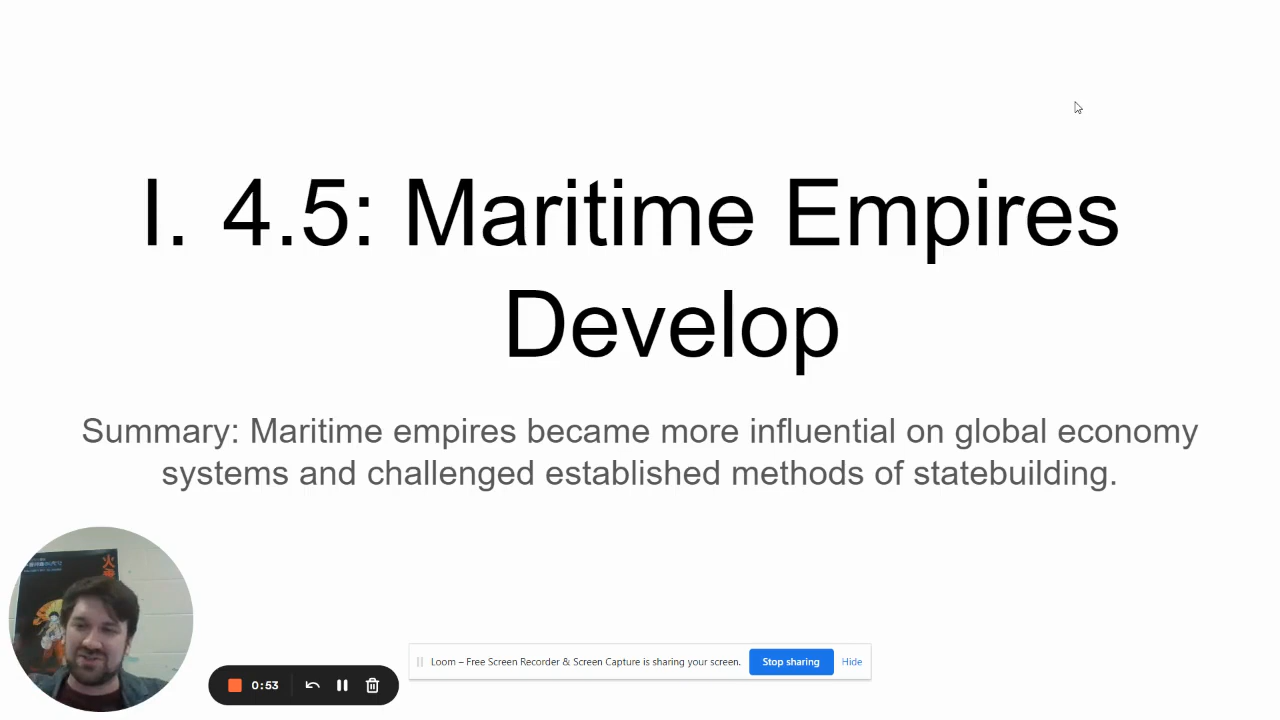 I. 4.5: Maritime Empires
Develop
Summary: Maritime empires became more influential on global economy
systems and challenged established methods of statebuilding.
Loom – Free Screen Recorder & Screen Capture is sharing your screen.
Stop sharing
Hide
0:53